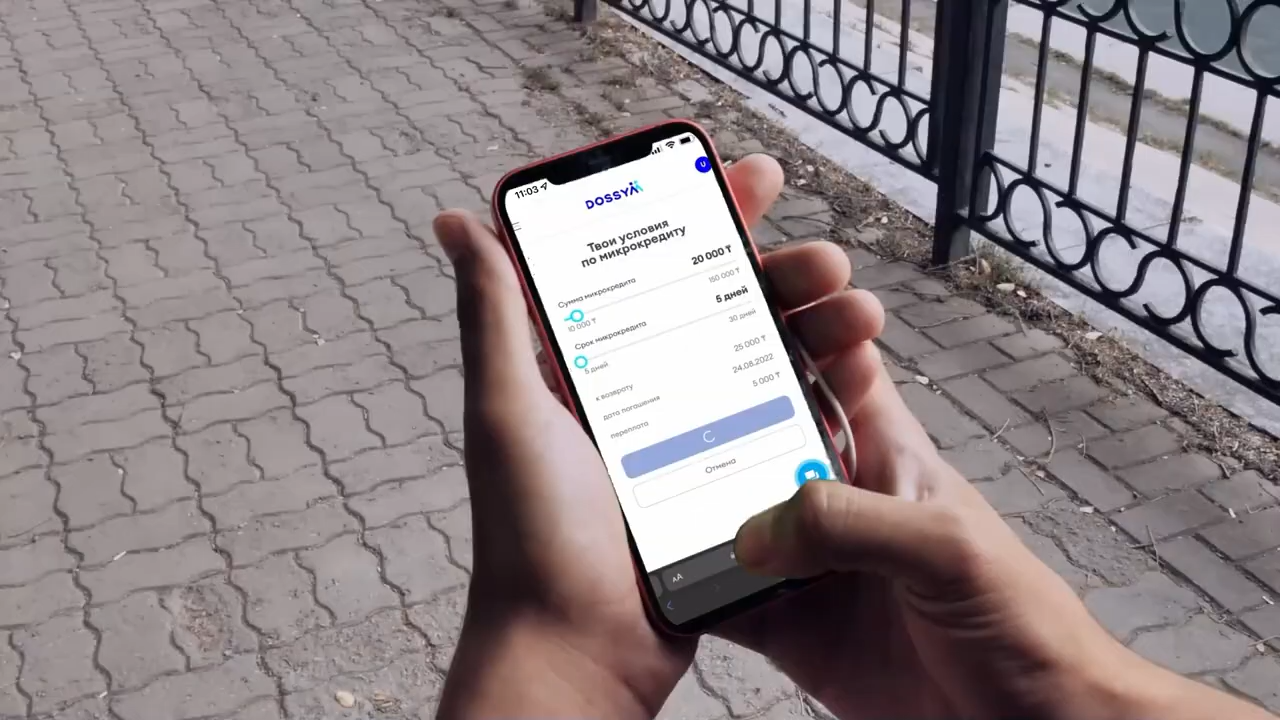 11:03
U
DOSSYM
Твои условия
по микрокредиту
Сумма микрокредита 20 000 ₸
10 000 ₸ 150 000 ₸
Срок микрокредита 5 дней
5 дней 30 дней
к возврату 25 000 ₸
дата погашения 24.08.2022
переплата 5 000 ₸
Отмена
AA